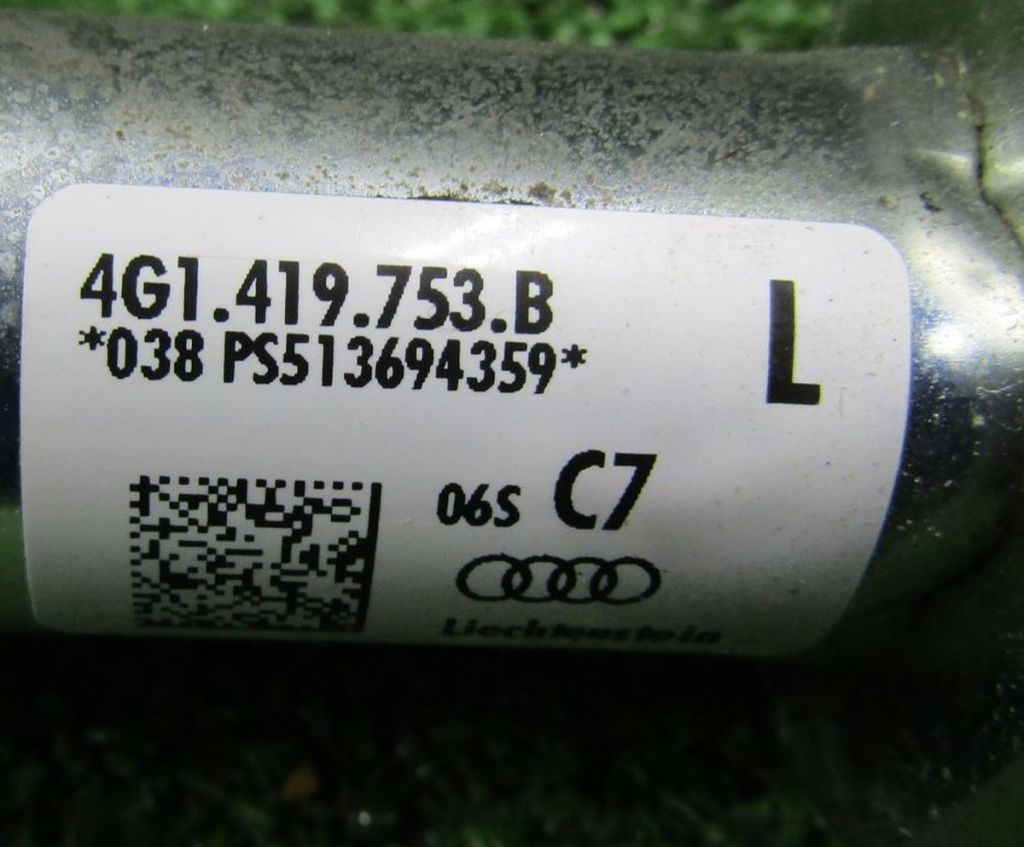 4G1.419.753.B
L
*038 PS513694359*
06S C7
Liechtenstein